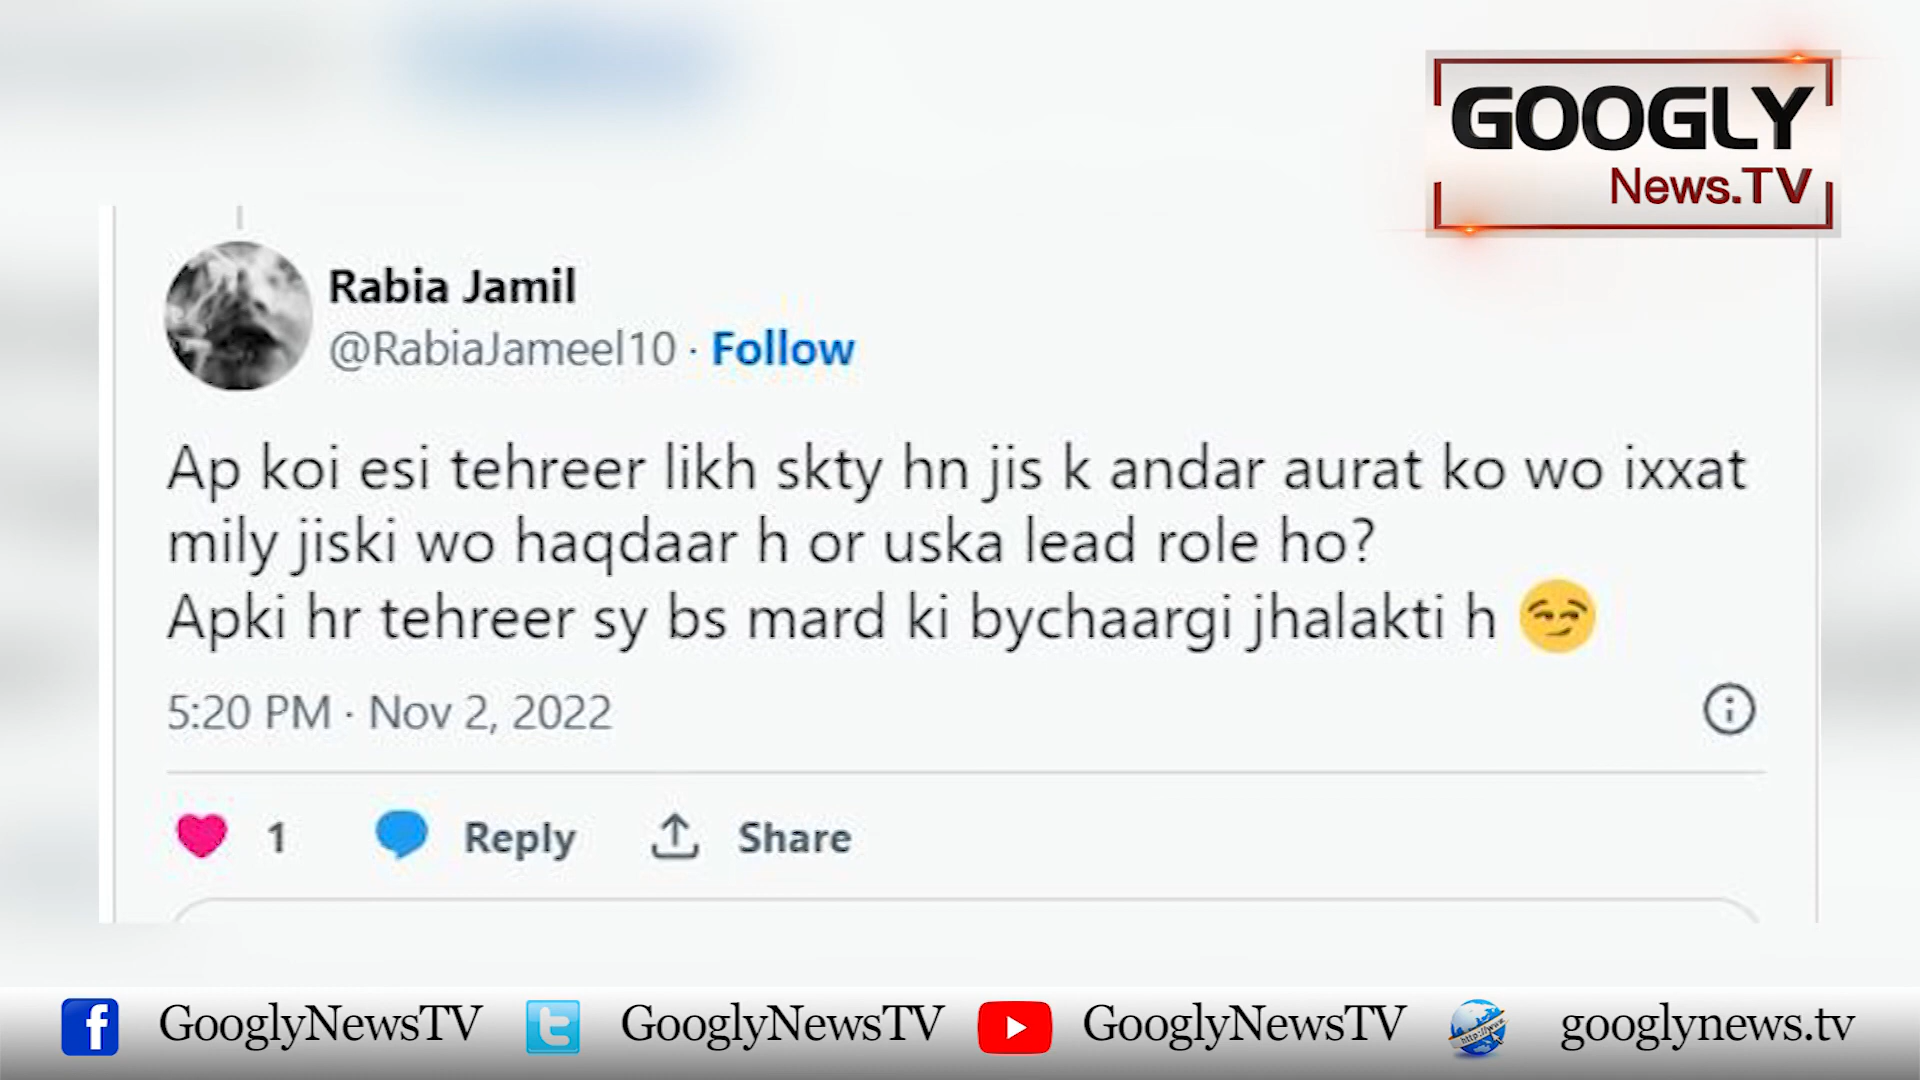 GOOGLY
News.TV
Rabia Jamil
@RabiaJameel10 · Follow
Ap koi esi tehreer likh skty hn jis k andar aurat ko wo ixxat
mily jiski wo haqdaar h or uska lead role ho?
Apki hr tehreer sy bs mard ki bychaargi jhalakti h 😏
5:20 PM · Nov 2, 2022
1 Reply Share
GooglyNewsTV GooglyNewsTV GooglyNewsTV googlynews.tv